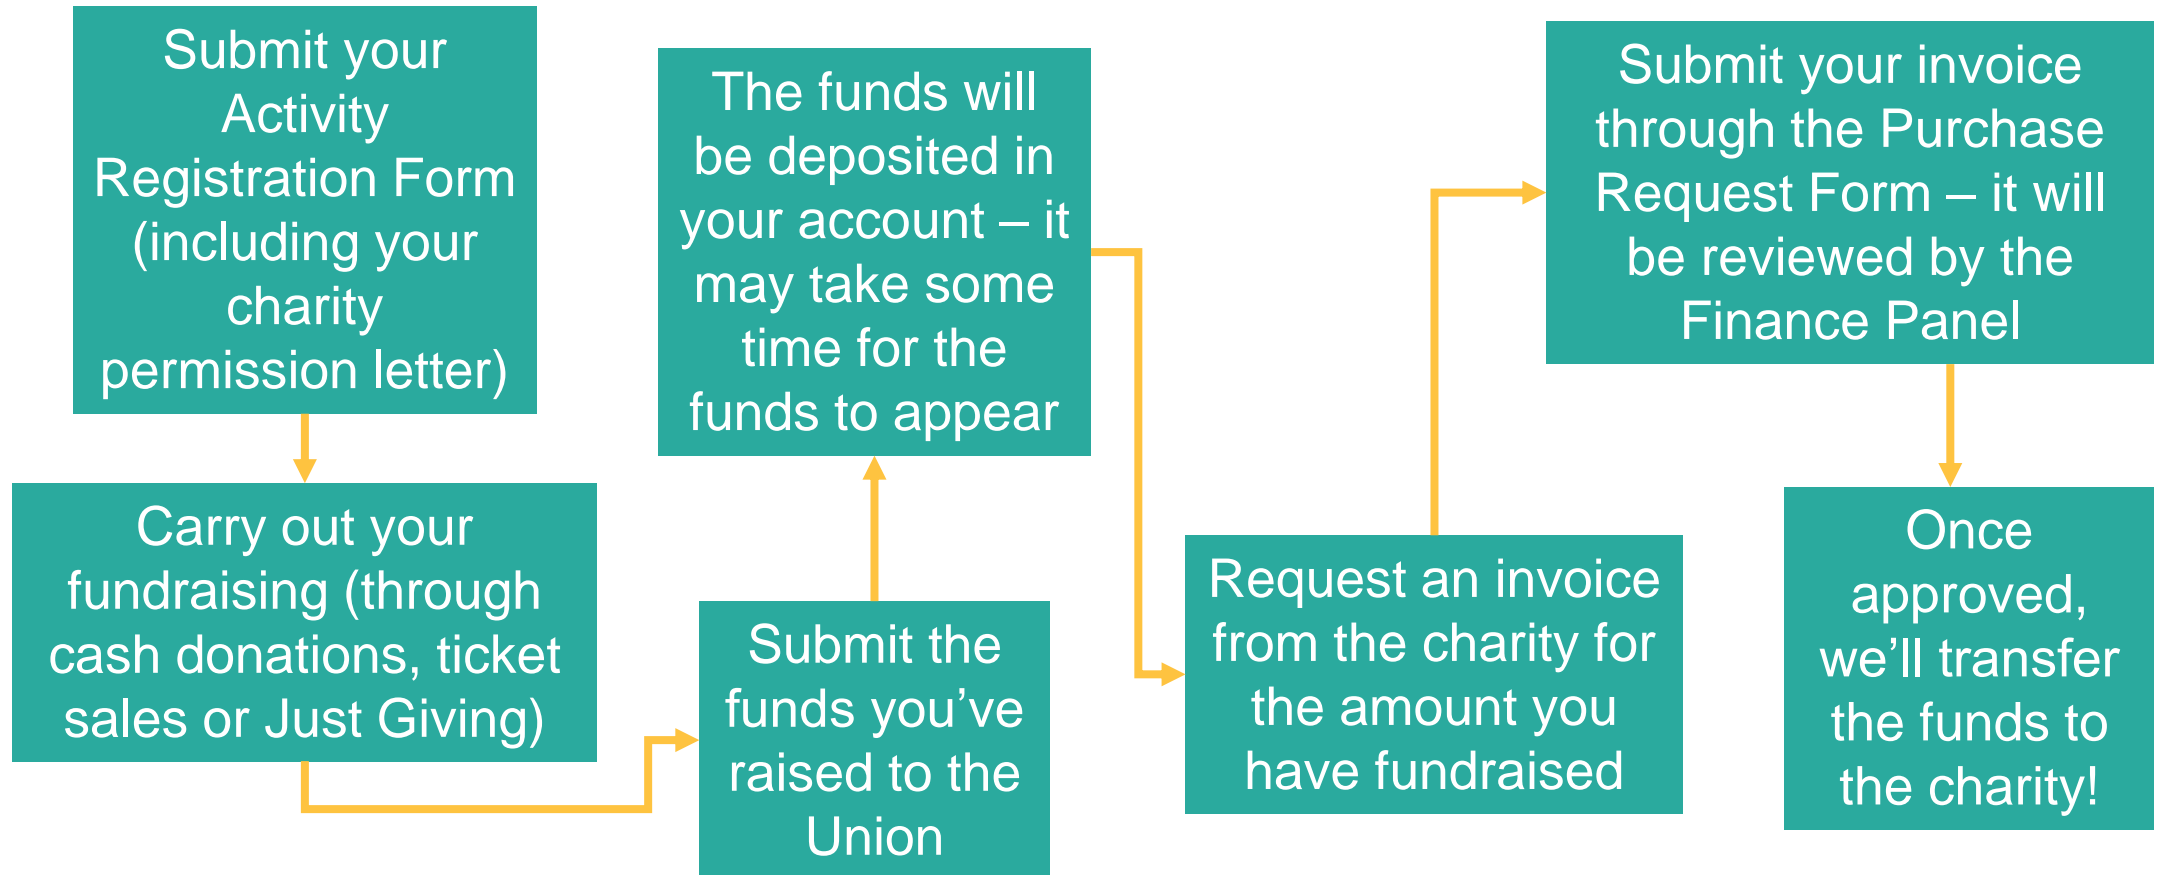 Submit your
Activity
Registration Form
(including your
charity
permission letter)
Carry out your
fundraising (through
cash donations, ticket
sales or Just Giving)
Submit the
funds you’ve
raised to the
Union
The funds will
be deposited in
your account – it
may take some
time for the
funds to appear
Request an invoice
from the charity for
the amount you
have fundraised
Submit your invoice
through the Purchase
Request Form – it will
be reviewed by the
Finance Panel
Once
approved,
we’ll transfer
the funds to
the charity!